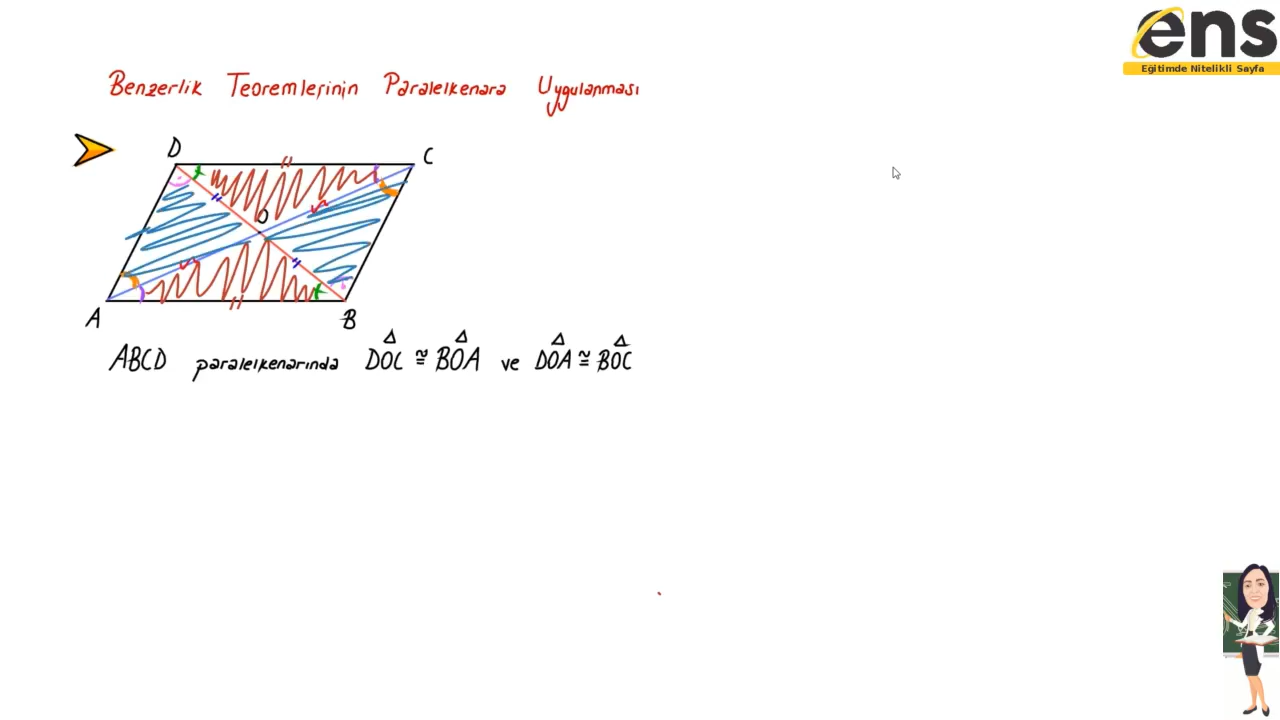 ens
Eğitimde Nitelikli Sayfa
Benzerlik Teoremlerinin Paralelkenara Uygulanması
D
C
O
A
B
ABCD paralelkenarında DOC ≅ BOA ve DOA ≅ BOC